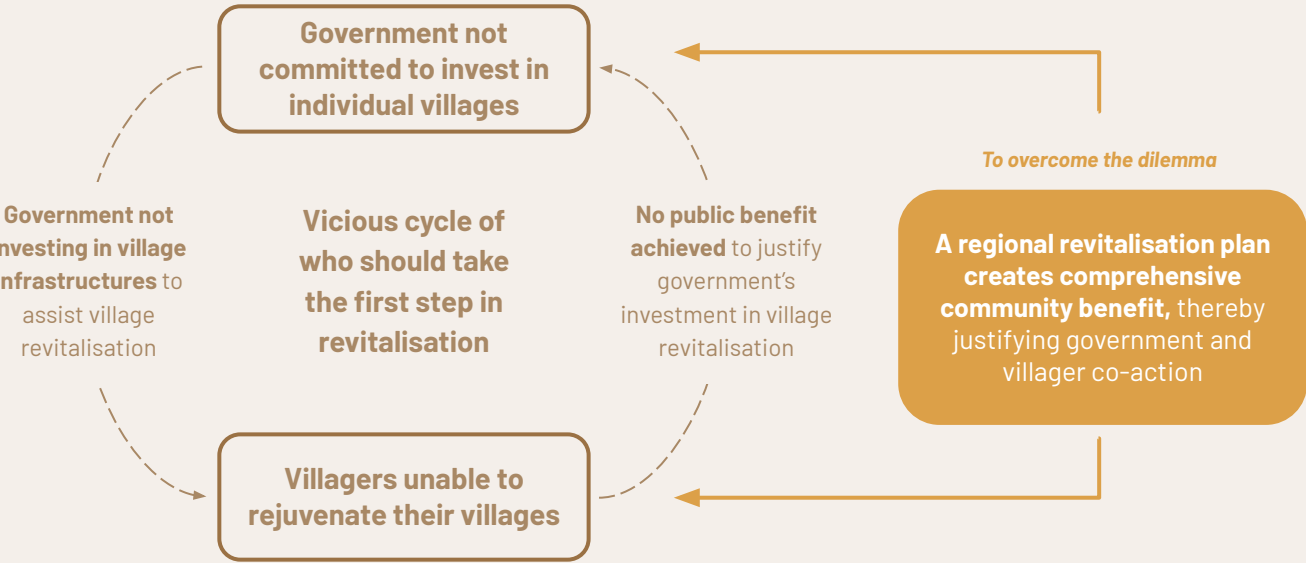 Government not
committed to invest in
individual villages
Government not
investing in village
infrastructures to
assist village
revitalisation
Vicious cycle of
who should take
the first step in
revitalisation
No public benefit
achieved to justify
government's
investment in village
revitalisation
Villagers unable to
rejuvenate their villages
To overcome the dilemma
A regional revitalisation plan
creates comprehensive
community benefit, thereby
justifying government and
villager co-action